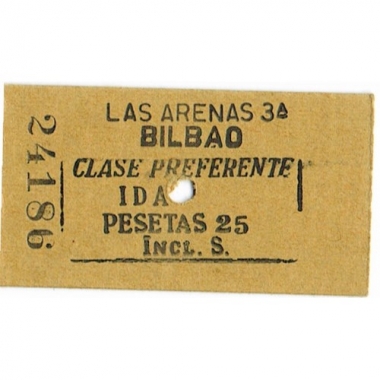 LAS ARENAS 3ª
BILBAO
CLASE PREFERENTE
IDA
PESETAS 25
INCL. S.
24186